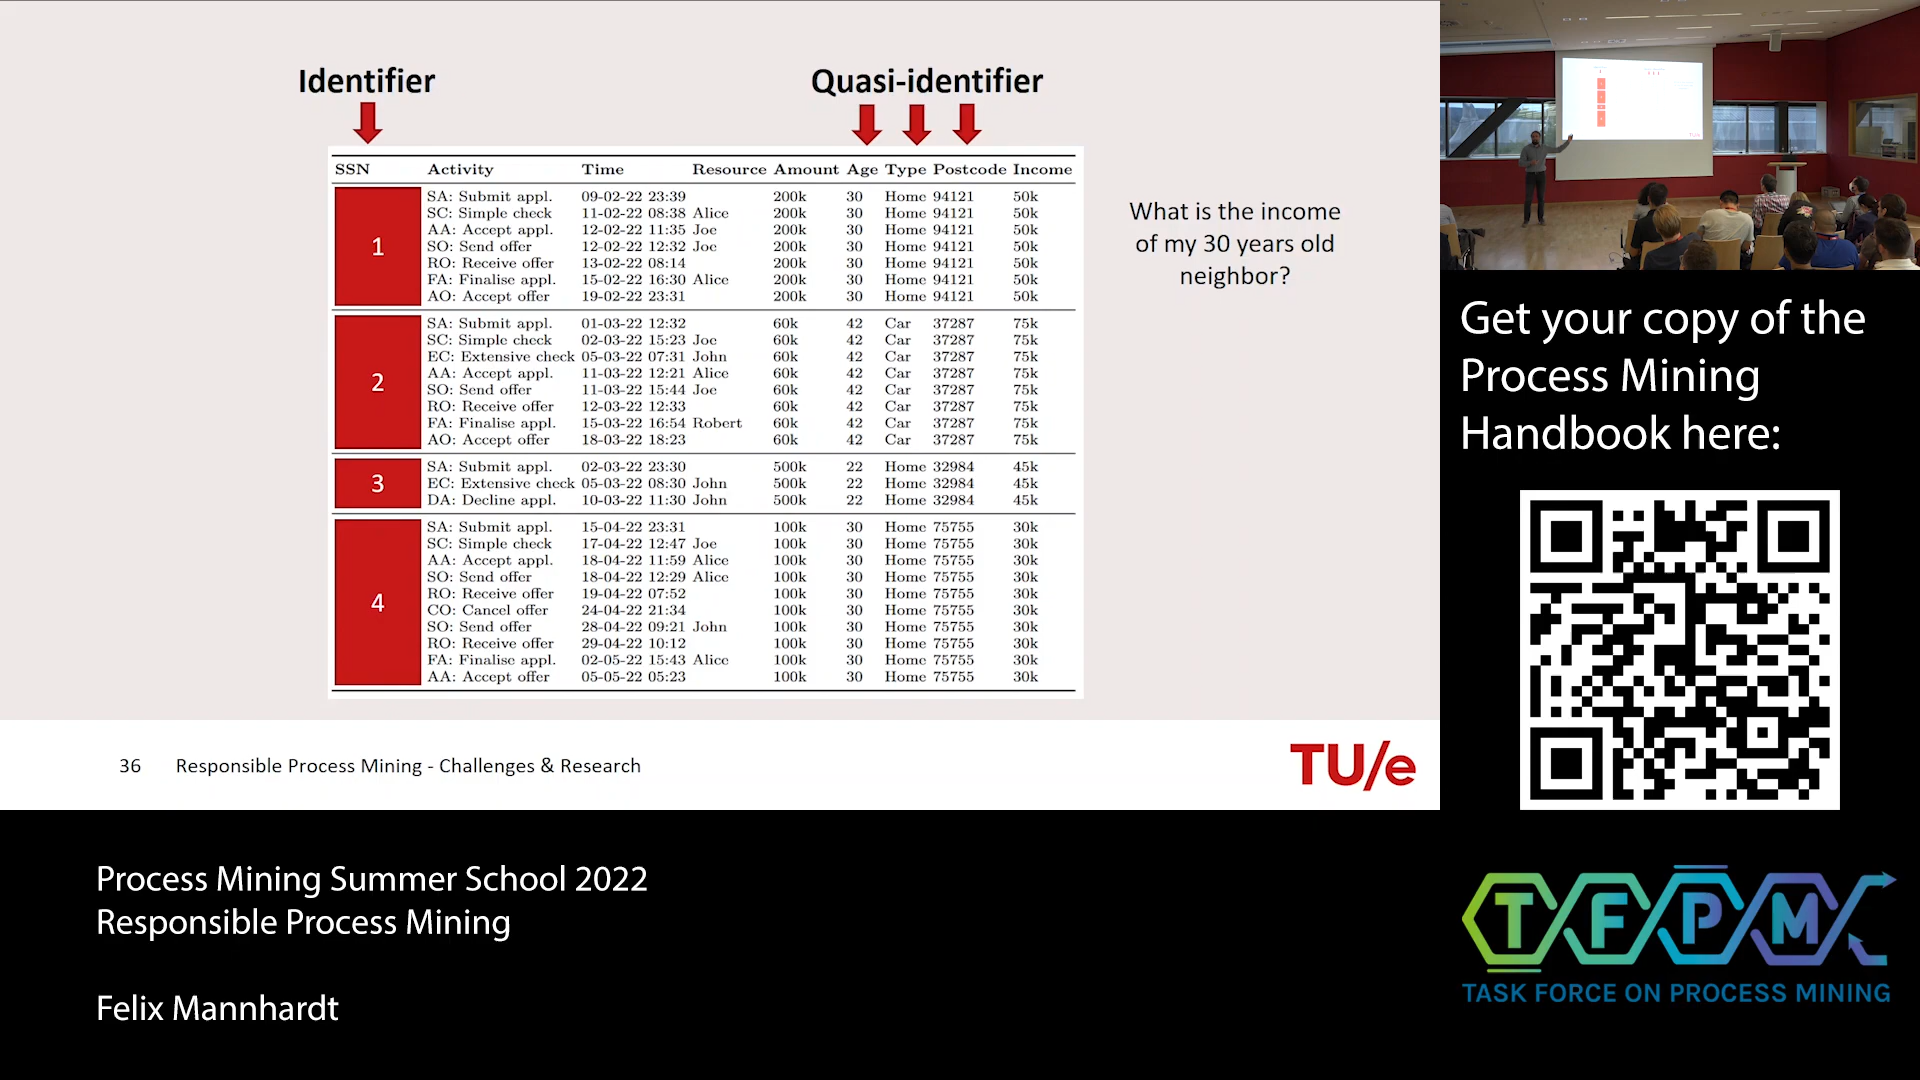 Identifier
Quasi-identifier
SSN Activity Time Resource Amount Age Type Postcode Income
1
SA: Submit appl. 09-02-22 23:39 200k 30 Home 94121 50k
SC: Simple check 11-02-22 08:38 Alice 200k 30 Home 94121 50k
AA: Accept appl. 12-02-22 11:35 Joe 200k 30 Home 94121 50k
SO: Send offer 12-02-22 12:32 Joe 200k 30 Home 94121 50k
RO: Receive offer 13-02-22 08:14 200k 30 Home 94121 50k
FA: Finalise appl. 15-02-22 16:30 Alice 200k 30 Home 94121 50k
AO: Accept offer 19-02-22 23:31 200k 30 Home 94121 50k
2
SA: Submit appl. 01-03-22 12:32 60k 42 Car 37287 75k
SC: Simple check 02-03-22 15:23 Joe 60k 42 Car 37287 75k
EC: Extensive check 05-03-22 07:31 John 60k 42 Car 37287 75k
AA: Accept appl. 11-03-22 12:21 Alice 60k 42 Car 37287 75k
SO: Send offer 11-03-22 15:44 Joe 60k 42 Car 37287 75k
RO: Receive offer 12-03-22 12:33 60k 42 Car 37287 75k
FA: Finalise appl. 15-03-22 16:54 Robert 60k 42 Car 37287 75k
AO: Accept offer 18-03-22 18:23 60k 42 Car 37287 75k
3
SA: Submit appl. 02-03-22 23:30 500k 22 Home 32984 45k
EC: Extensive check 05-03-22 08:30 John 500k 22 Home 32984 45k
DA: Decline appl. 10-03-22 11:30 John 500k 22 Home 32984 45k
4
SA: Submit appl. 15-04-22 23:31 100k 30 Home 75755 30k
SC: Simple check 17-04-22 12:47 Joe 100k 30 Home 75755 30k
AA: Accept appl. 18-04-22 11:59 Alice 100k 30 Home 75755 30k
SO: Send offer 18-04-22 12:29 Alice 100k 30 Home 75755 30k
RO: Receive offer 19-04-22 07:52 100k 30 Home 75755 30k
CO: Cancel offer 24-04-22 21:34 100k 30 Home 75755 30k
SO: Send offer 28-04-22 09:21 John 100k 30 Home 75755 30k
RO: Receive offer 29-04-22 10:12 100k 30 Home 75755 30k
FA: Finalise appl. 02-05-22 15:43 Alice 100k 30 Home 75755 30k
AA: Accept offer 05-05-22 05:23 100k 30 Home 75755 30k
What is the income
of my 30 years old
neighbor?
36 Responsible Process Mining - Challenges & Research
TU/e
Get your copy of the
Process Mining
Handbook here:
Process Mining Summer School 2022
Responsible Process Mining
Felix Mannhardt
TFPM
TASK FORCE ON PROCESS MINING